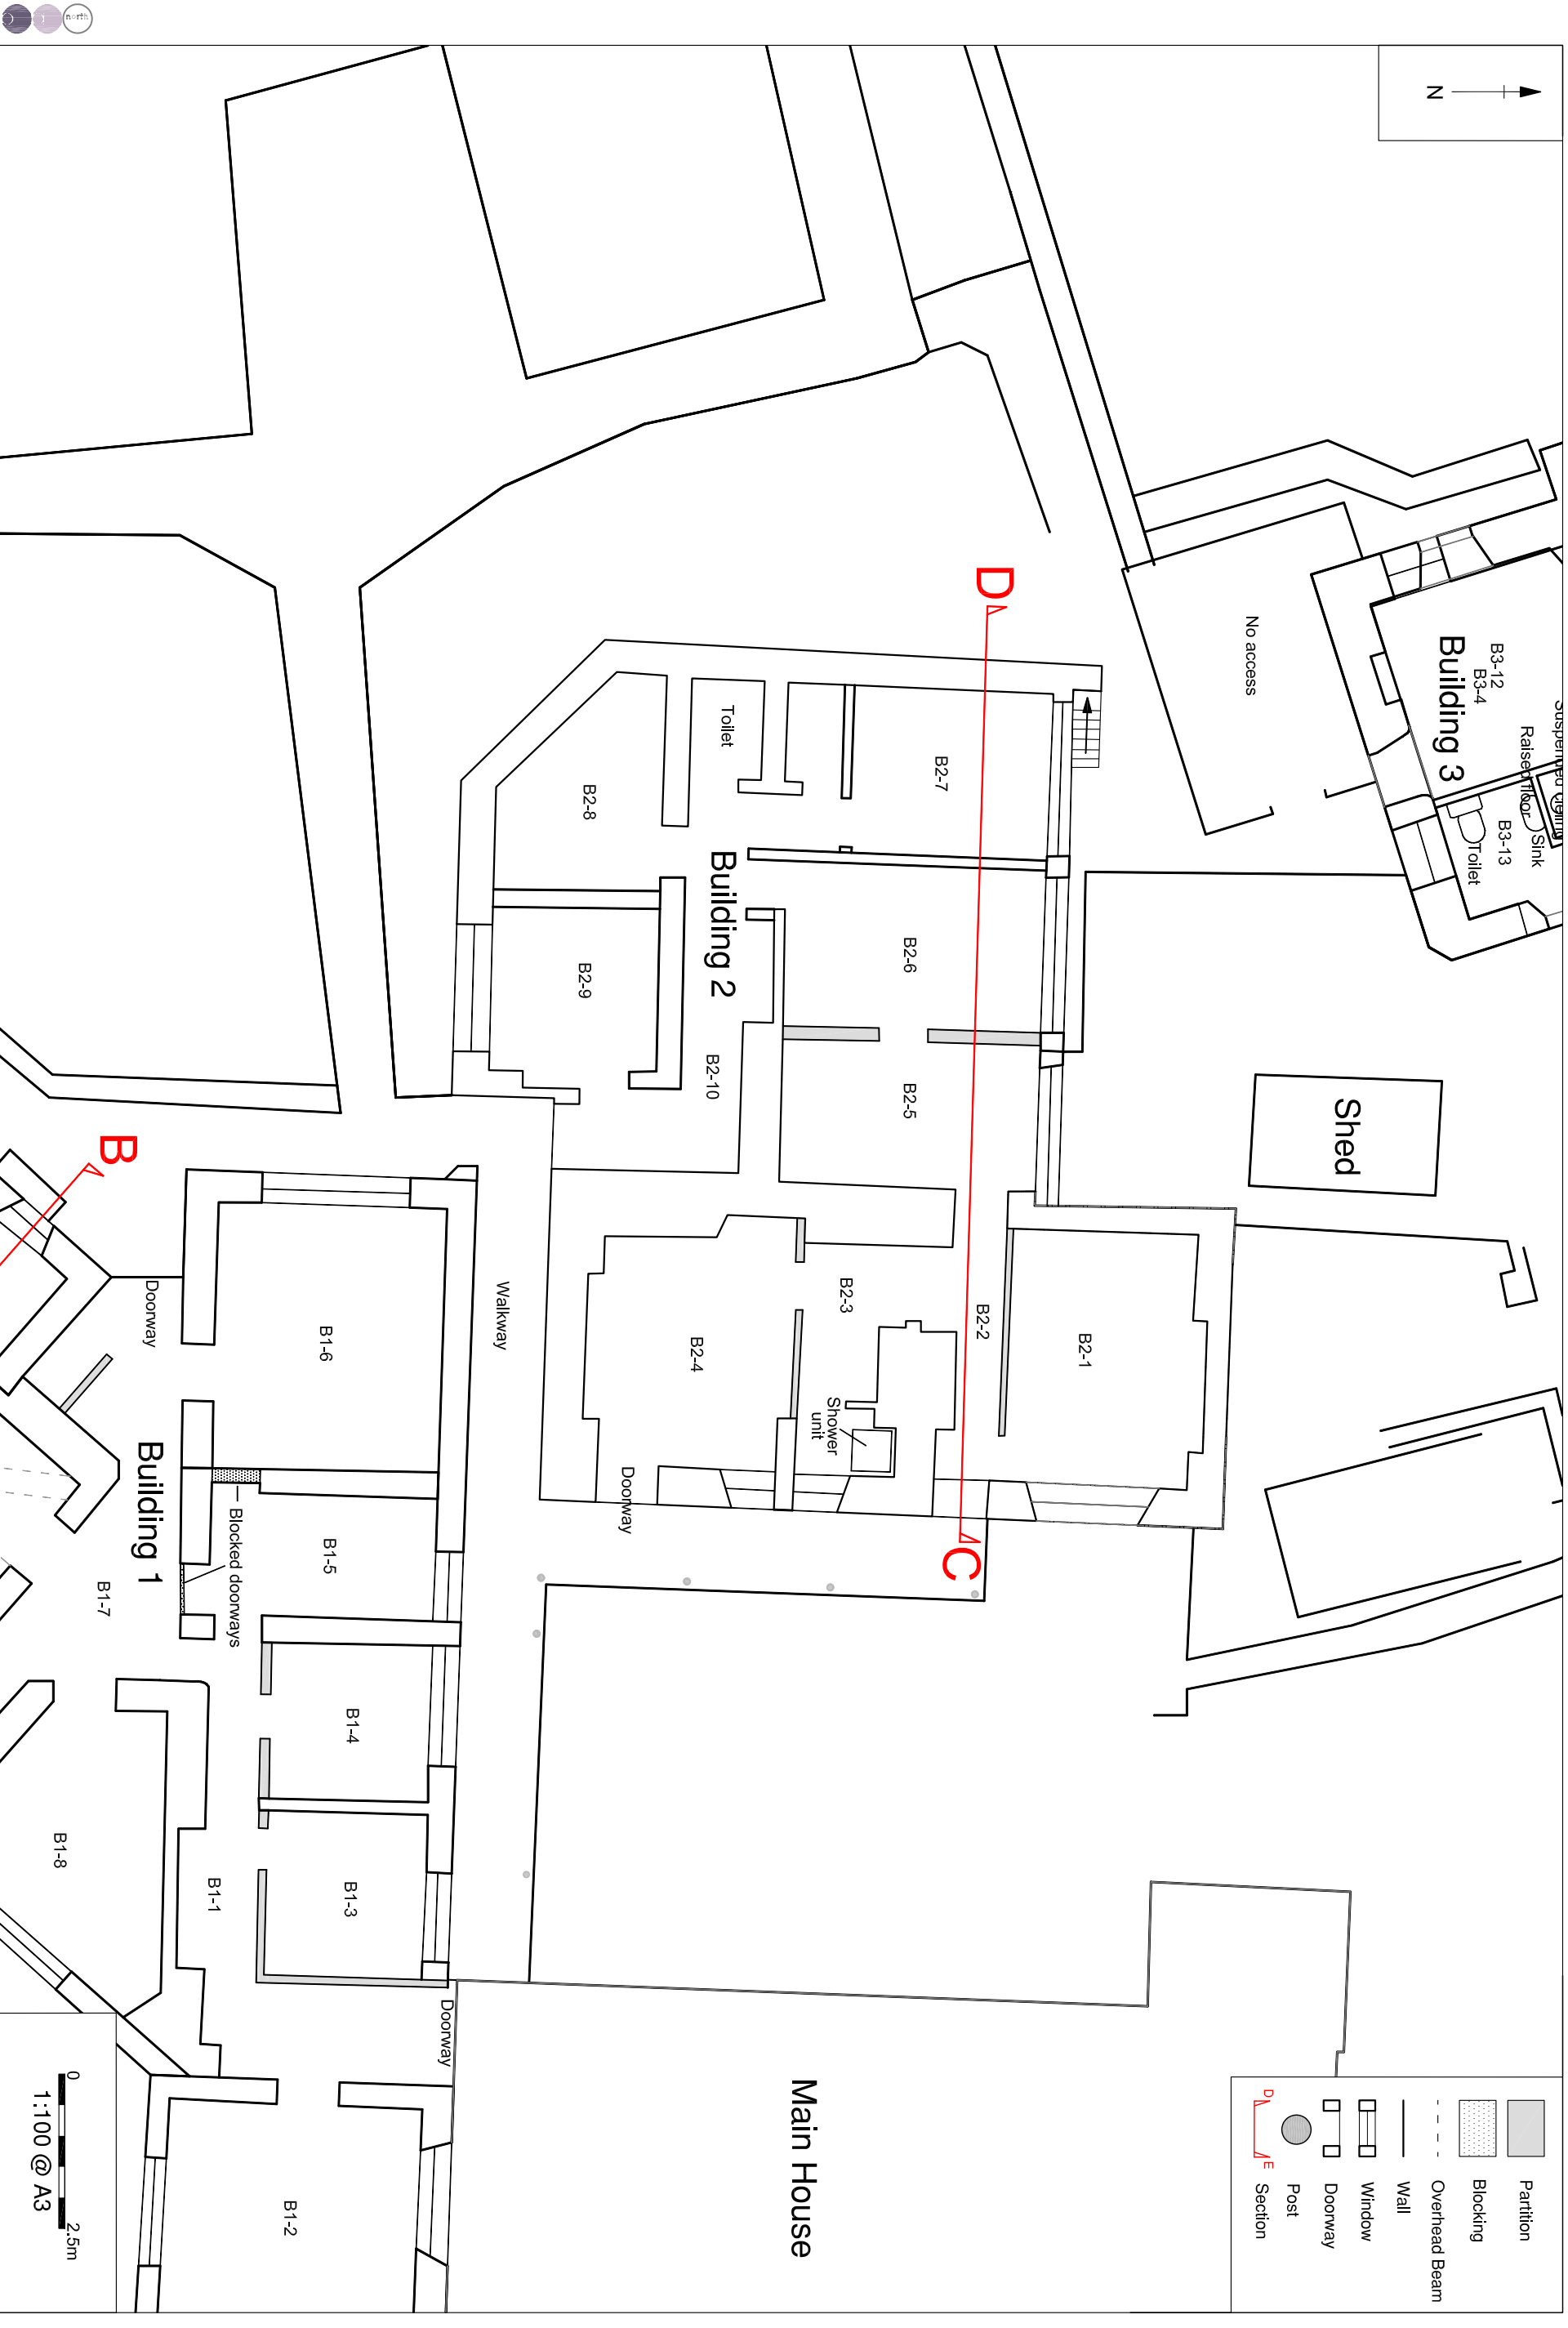 north
N
Suspended ceiling
Raised floor
B3-12
B3-4
Building 3
Sink
B3-13
Toilet
No access
Shed
D
B2-7
Toilet
B2-8
Building 2
B2-6
B2-9
B2-10
B2-5
B2-1
B2-2
B2-3
B2-4
Shower
unit
C
Doorway
Walkway
B
Doorway
B1-6
Building 1
Blocked doorways
B1-5
B1-7
B1-4
B1-3
B1-1
B1-8
Doorway
B1-2
Main House
Partition
Blocking
Overhead Beam
Wall
Window
Doorway
Post
D
E
Section
0
2.5m
1:100 @ A3